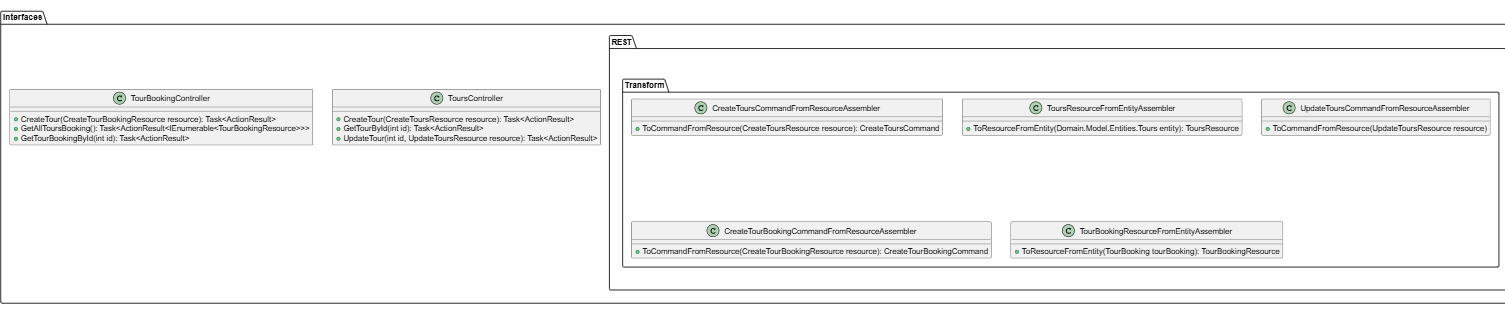 Interfaces
REST
Transform
C TourBookingController
CreateTour(CreateTourBookingResource resource): Task<ActionResult>
GetAllToursBooking(): Task<ActionResult<IEnumerable<TourBookingResource>>>
GetTourBookingById(int id): Task<ActionResult>
C ToursController
CreateTour(CreateToursResource resource): Task<ActionResult>
GetTourById(int id): Task<ActionResult>
UpdateTour(int id, UpdateToursResource resource): Task<ActionResult>
C CreateToursCommandFromResourceAssembler
ToCommandFromResource(CreateToursResource resource): CreateToursCommand
C ToursResourceFromEntityAssembler
ToResourceFromEntity(Domain.Model.Entities.Tours entity): ToursResource
C UpdateToursCommandFromResourceAssembler
ToCommandFromResource(UpdateToursResource resource)
C CreateTourBookingCommandFromResourceAssembler
ToCommandFromResource(CreateTourBookingResource resource): CreateTourBookingCommand
C TourBookingResourceFromEntityAssembler
ToResourceFromEntity(TourBooking tourBooking): TourBookingResource